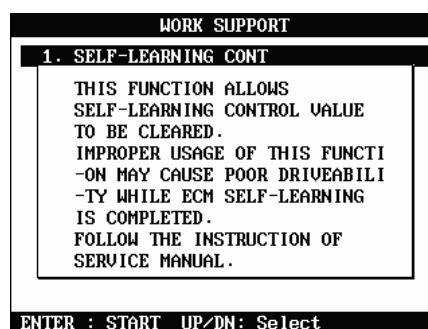 WORK SUPPORT
1. SELF-LEARNING CONT
THIS FUNCTION ALLOWS
SELF-LEARNING CONTROL VALUE
TO BE CLEARED.
IMPROPER USAGE OF THIS FUNCTI
-ON MAY CAUSE POOR DRIVEABILI
-TY WHILE ECM SELF-LEARNING
IS COMPLETED.
FOLLOW THE INSTRUCTION OF
SERVICE MANUAL.
ENTER : START UP/DN: Select